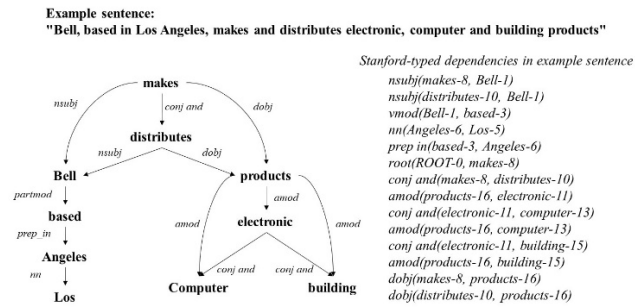 Example sentence:
"Bell, based in Los Angeles, makes and distributes electronic, computer and building products"
Stanford-typed dependencies in example sentence
makes
nsubj
conj and
dobj
distributes
nsubj
dobj
Bell
products
partmod
amod
based
electronic
amod
amod
prep_in
Angeles
conj and
conj and
nn
Computer
building
Los
nsubj(makes-8, Bell-1)
nsubj(distributes-10, Bell-1)
vmod(Bell-1, based-3)
nn(Angeles-6, Los-5)
prep in(based-3, Angeles-6)
root(ROOT-0, makes-8)
conj and(makes-8, distributes-10)
amod(products-16, electronic-11)
conj and(electronic-11, computer-13)
amod(products-16, computer-13)
conj and(electronic-11, building-15)
amod(products-16, building-15)
dobj(makes-8, products-16)
dobj(distributes-10, products-16)